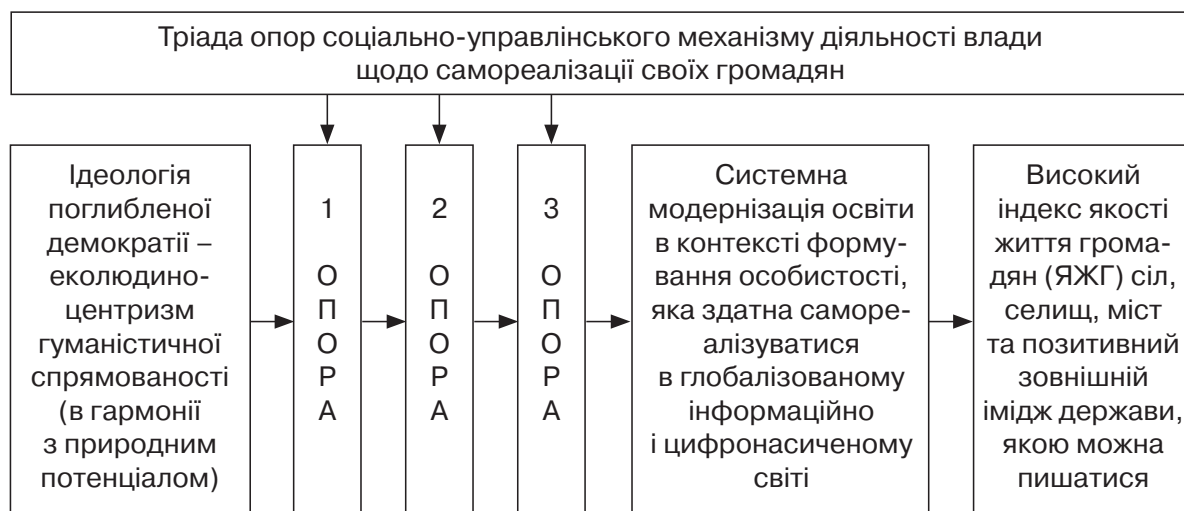 Тріада опор соціально-управлінського механізму діяльності влади
щодо самореалізації своїх громадян
Ідеологія
поглибленої
демократії –
еколюдино-
центризм
гуманістичної
спрямованості
(в гармонії
з природним
потенціалом)
1
О
П
О
Р
А
2
О
П
О
Р
А
3
О
П
О
Р
А
Системна
модернізація освіти
в контексті форму-
вання особистості,
яка здатна саморе-
алізуватися
в глобалізованому
інформаційно
і цифронасиченому
світі
Високий
індекс якості
життя грома-
дян (ЯЖГ) сіл,
селищ, міст
та позитивний
зовнішній
імідж держави,
якою можна
пишатися